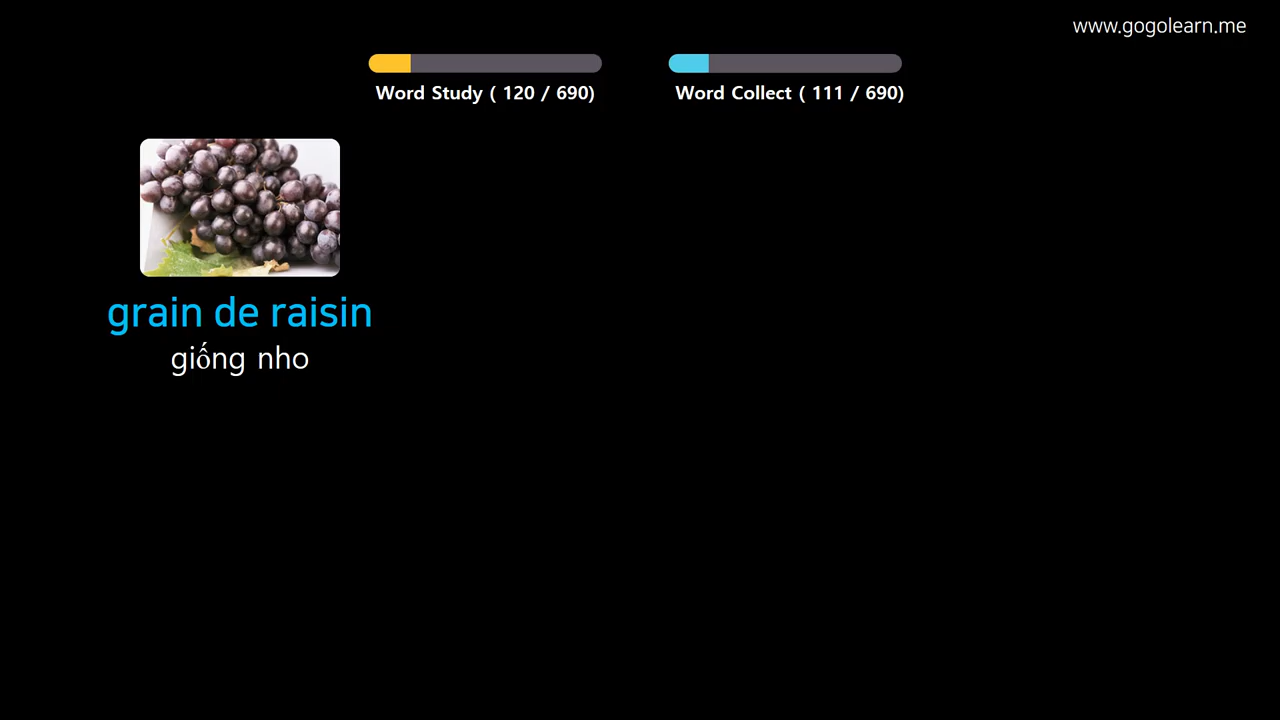 www.gogolearn.me
Word Study ( 120 / 690)
Word Collect ( 111 / 690)
grain de raisin
giống nho